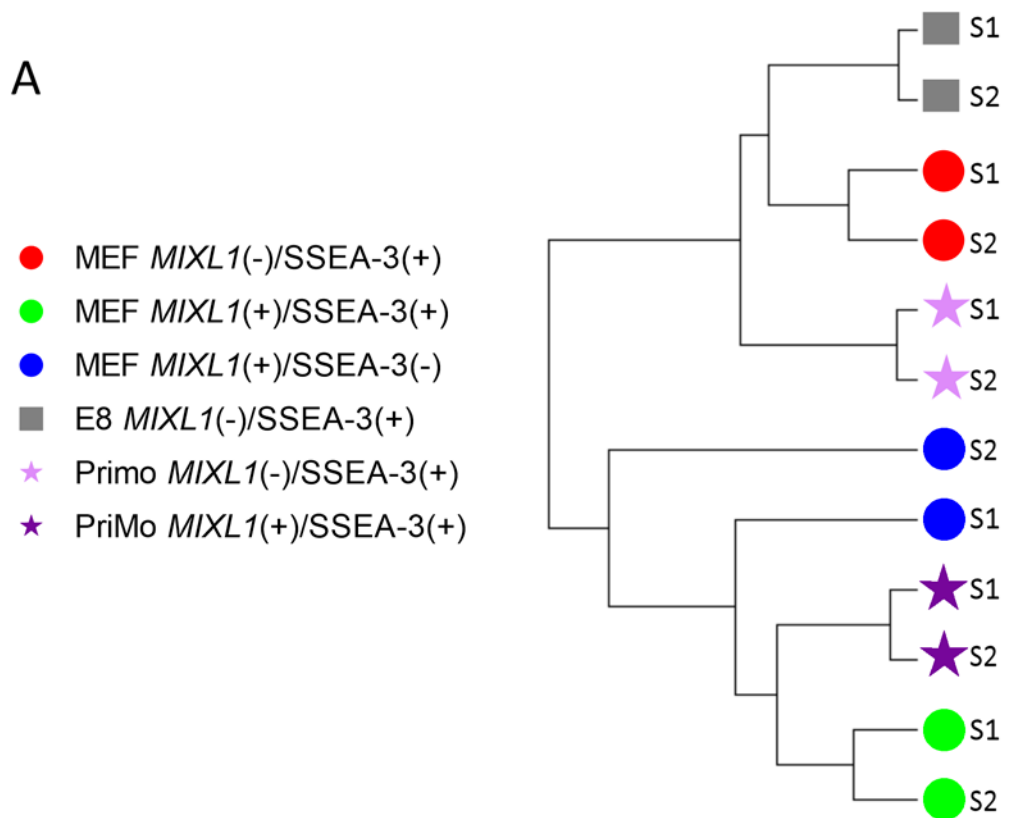 A
MEF MIXL1(-)/SSEA-3(+)
MEF MIXL1(+)/SSEA-3(+)
MEF MIXL1(+)/SSEA-3(-)
E8 MIXL1(-)/SSEA-3(+)
Primo MIXL1(-)/SSEA-3(+)
PriMo MIXL1(+)/SSEA-3(+)
S1
S2
S1
S2
S1
S2
S2
S1
S1
S2
S1
S2